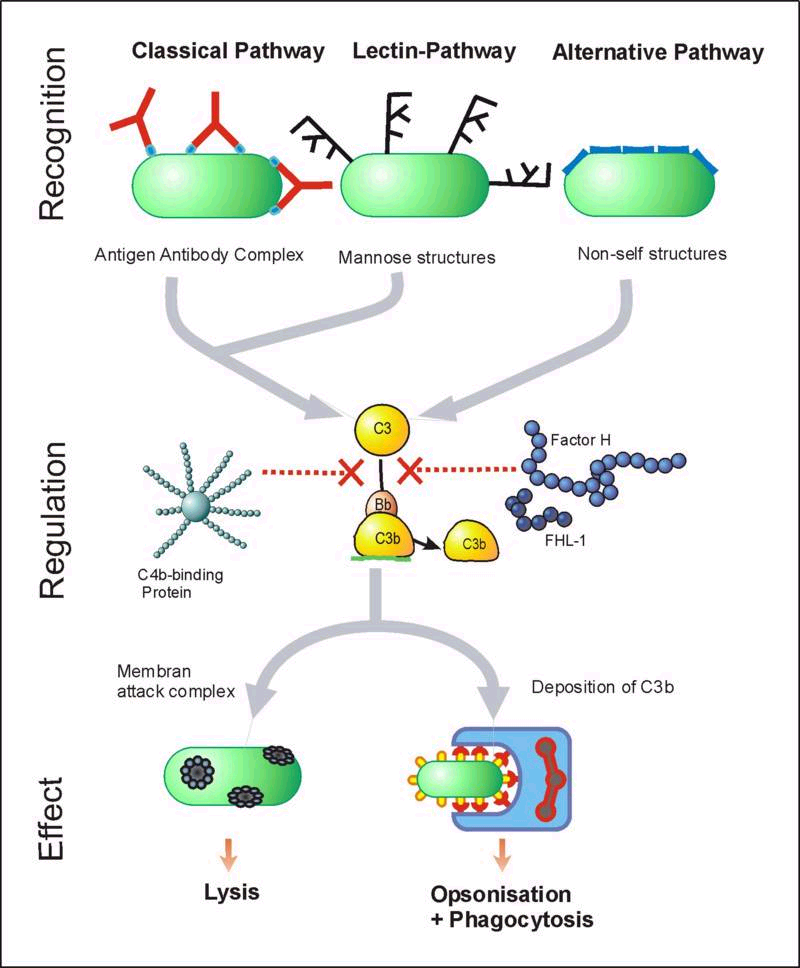 Classical Pathway
Lectin-Pathway
Alternative Pathway
Recognition
Antigen Antibody Complex
Mannose structures
Non-self structures
Regulation
C3
Factor H
Bb
C3b
C3b
FHL-1
C4b-binding
Protein
Membran
attack complex
Deposition of C3b
Effect
Lysis
Opsonisation
+ Phagocytosis